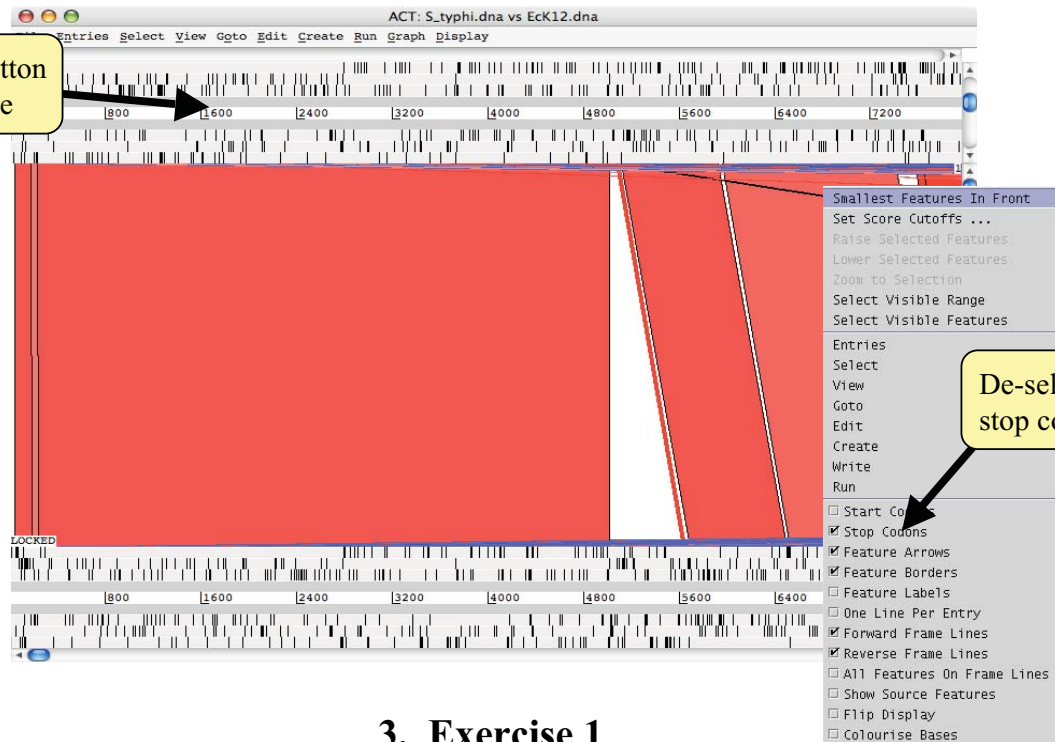 ACT: S_typhi.dna vs EcK12.dna
Entries Select View Goto Edit Create Run Graph Display
800 1600 2400 3200 4000 4800 5600 6400 7200
Smallest Features In Front
Set Score Cutoffs ...
Raise Selected Features
Lower Selected Features
Zoom to Selection
Select Visible Range
Select Visible Features
Entries
Select
View
Goto
Edit
Create
Write
Run
Start
Stop Codons
Feature Arrows
Feature Borders
Feature Labels
One Line Per Entry
Forward Frame Lines
Reverse Frame Lines
All Features On Frame Lines
Show Source Features
Flip Display
Colourise Bases
stop
LOCKED
800 1600 2400 3200 4000 4800 5600 6400
3. Exercise 1